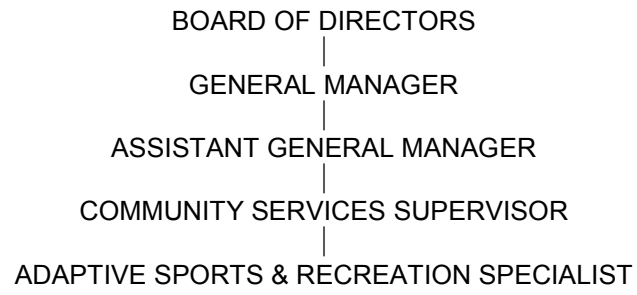 BOARD OF DIRECTORS
GENERAL MANAGER
ASSISTANT GENERAL MANAGER
COMMUNITY SERVICES SUPERVISOR
ADAPTIVE SPORTS & RECREATION SPECIALIST